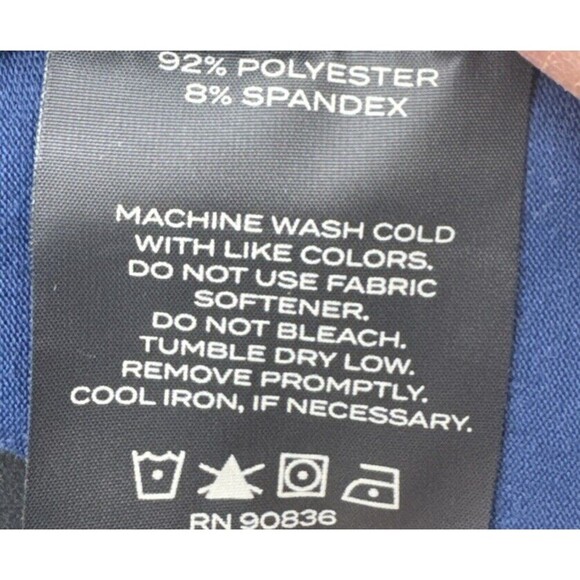 92% POLYESTER
8% SPANDEX
MACHINE WASH COLD
WITH LIKE COLORS.
DO NOT USE FABRIC
SOFTENER.
DO NOT BLEACH.
TUMBLE DRY LOW.
REMOVE PROMPTLY.
COOL IRON, IF NECESSARY.
RN 90836